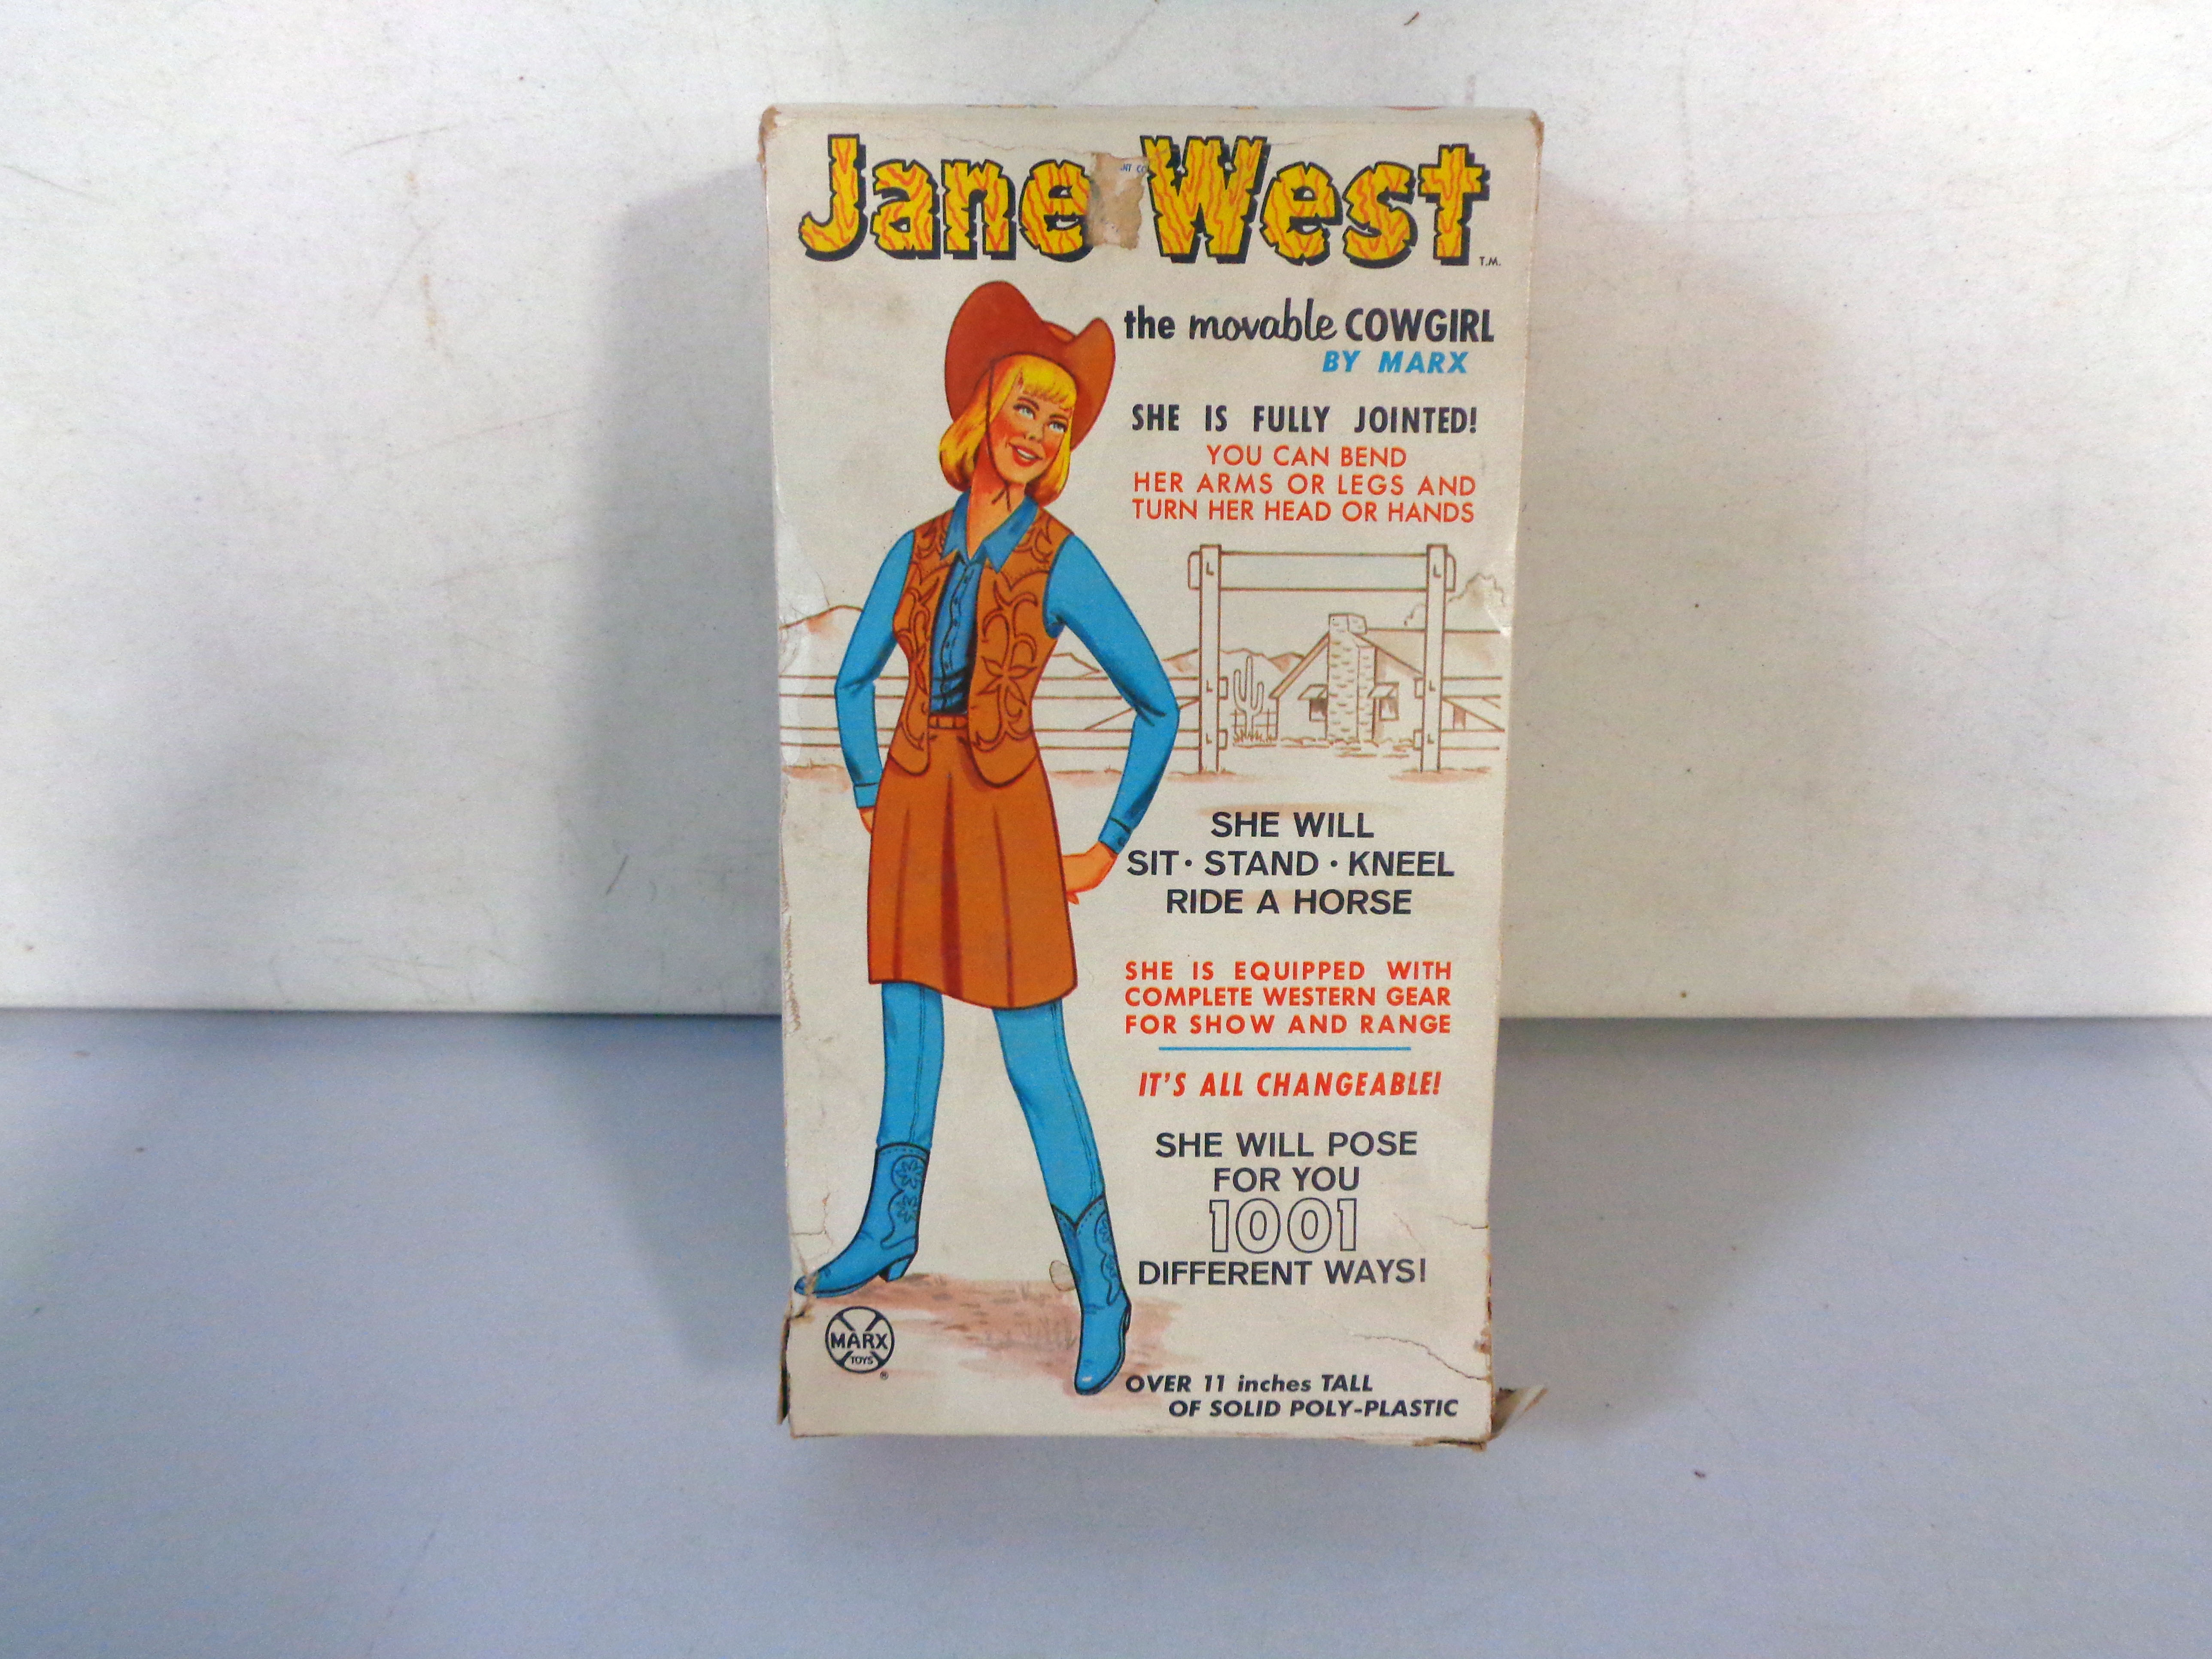 Jane West
T.M.
the movable COWGIRL
BY MARX
SHE IS FULLY JOINTED!
YOU CAN BEND
HER ARMS OR LEGS AND
TURN HER HEAD OR HANDS
SHE WILL
SIT · STAND · KNEEL
RIDE A HORSE
SHE IS EQUIPPED WITH
COMPLETE WESTERN GEAR
FOR SHOW AND RANGE
IT'S ALL CHANGEABLE!
SHE WILL POSE
FOR YOU
1001
DIFFERENT WAYS!
MARX
TOYS
®
OVER 11 inches TALL
OF SOLID POLY-PLASTIC